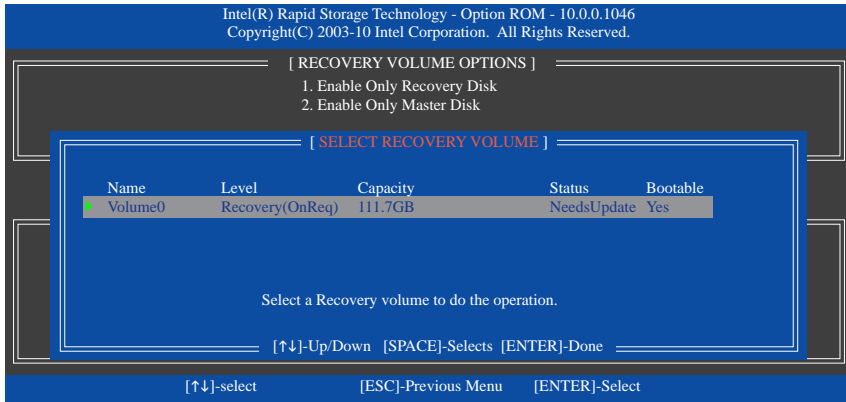 Intel(R) Rapid Storage Technology - Option ROM - 10.0.0.1046
Copyright(C) 2003-10 Intel Corporation.  All Rights Reserved.
[ RECOVERY VOLUME OPTIONS ]
1. Enable Only Recovery Disk
2. Enable Only Master Disk
[ SELECT RECOVERY VOLUME ]
Name Level Capacity Status Bootable
Volume0 Recovery(OnReq) 111.7GB NeedsUpdate Yes
Select a Recovery volume to do the operation.
[↑↓]-Up/Down [SPACE]-Selects [ENTER]-Done
[↑↓]-select [ESC]-Previous Menu [ENTER]-Select